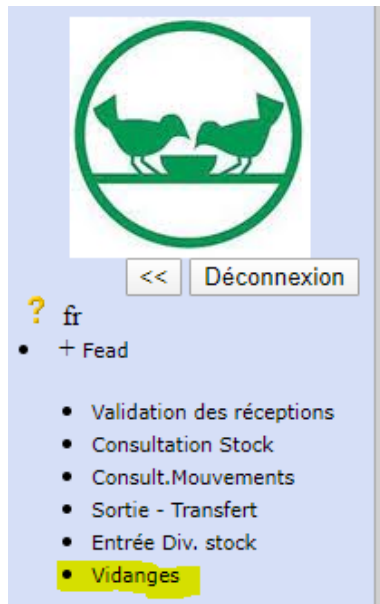 << Déconnexion
? fr
+ Fead
Validation des réceptions
Consultation Stock
Consult.Mouvements
Sortie - Transfert
Entrée Div. stock
Vidanges